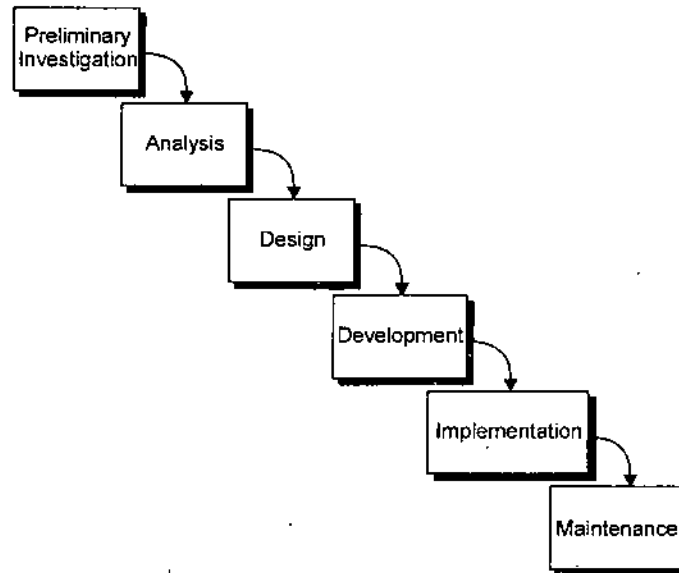 Preliminary
Investigation
Analysis
Design
Development
Implementation
Maintenance